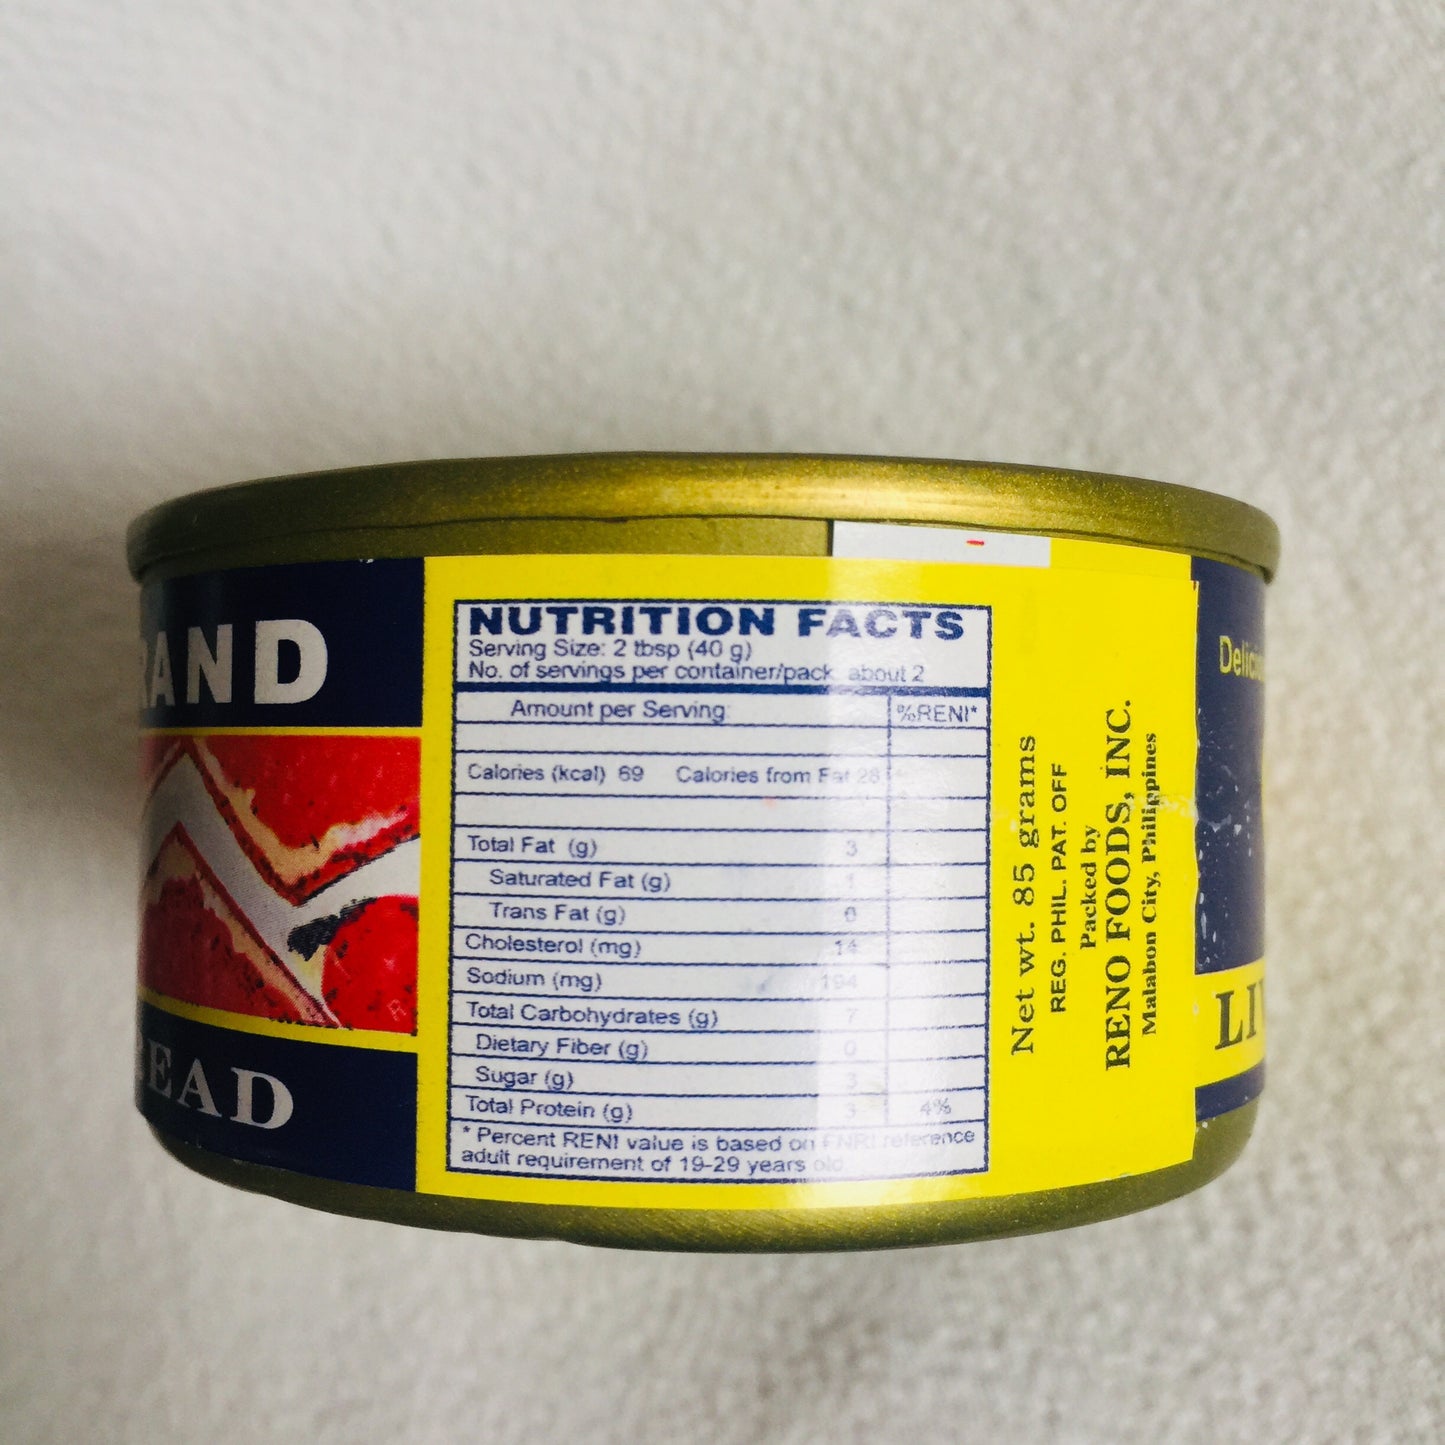 RAND
EAD
NUTRITION FACTS
Serving Size: 2 tbsp (40 g)
No. of servings per container/pack about 2
Amount per Serving %RENI*
Calories (kcal) 69 Calories from Fat 28
Total Fat (g) 3
Saturated Fat (g) 1
Trans Fat (g) 0
Cholesterol (mg) 14
Sodium (mg) 194
Total Carbohydrates (g) 7
Dietary Fiber (g) 0
Sugar (g) 3
Total Protein (g) 3 4%
* Percent RENI value is based on FNRI reference
adult requirement of 19-29 years old
Net wt. 85 grams
REG. PHIL. PAT. OFF
Packed by
RENO FOODS, INC.
Malabon City, Philippines
Delicio
LIV